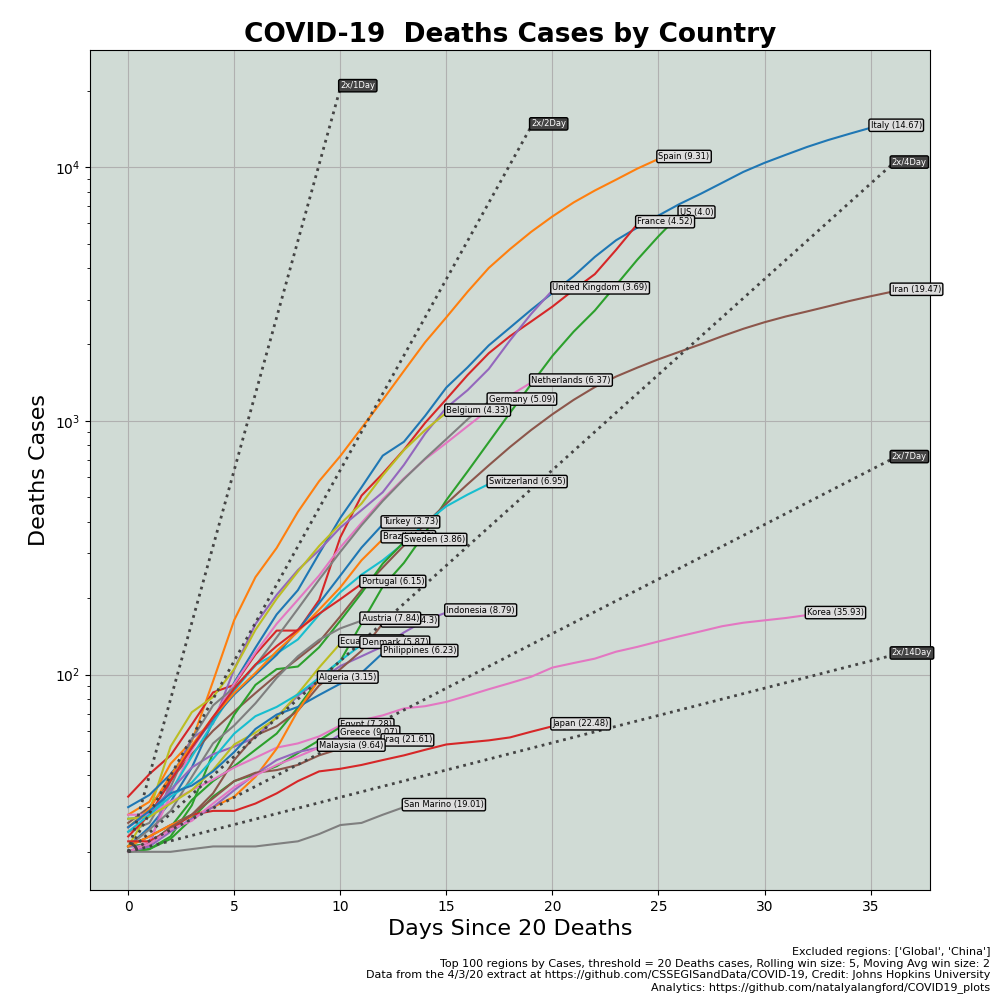 COVID-19  Deaths Cases by Country
Deaths Cases
10⁴
10³
10²
2x/1Day
2x/2Day
Italy (14.67)
Spain (9.31)
2x/4Day
US (4.0)
France (4.52)
United Kingdom (3.69)
Iran (19.47)
Netherlands (6.37)
Germany (5.09)
Belgium (4.33)
2x/7Day
Switzerland (6.95)
Turkey (3.73)
Sweden (3.86)
Portugal (6.15)
Indonesia (8.79)
Korea (35.93)
Austria (7.84)
4.3)
Denmark (5.87)
Philippines (6.23)
2x/14Day
Algeria (3.15)
Egypt (7.28)
Japan (22.48)
Greece (9.07)
(21.61)
Malaysia (9.64)
San Marino (19.01)
0 5 10 15 20 25 30 35
Days Since 20 Deaths
Excluded regions: ['Global', 'China']
Top 100 regions by Cases, threshold = 20 Deaths cases, Rolling win size: 5, Moving Avg win size: 2
Data from the 4/3/20 extract at https://github.com/CSSEGISandData/COVID-19, Credit: Johns Hopkins University
Analytics: https://github.com/natalyalangford/COVID19_plots